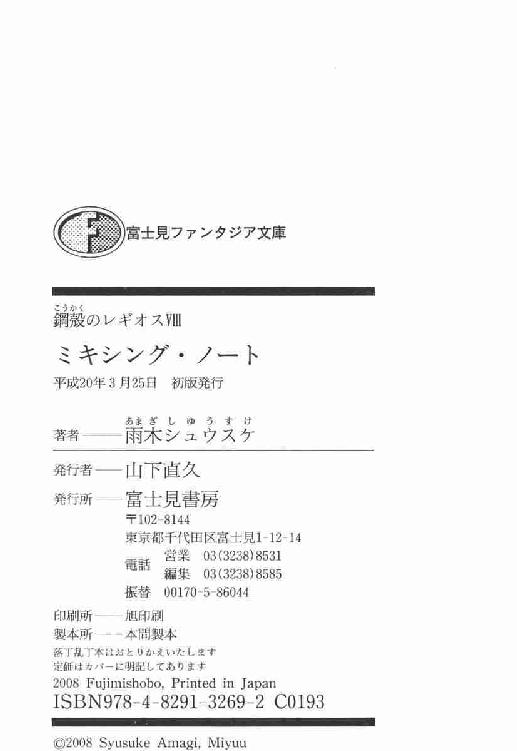 F
富士見ファンタジア文庫
こうかく
鋼殻のレギオスⅧ
ミキシング・ノート
平成20年3月25日　初版発行
あまぎしゅうすけ
著者――雨木シュウスケ
発行者――山下直久
発行所――富士見書房
〒102-8144
東京都千代田区富士見1-12-14
電話　営業　03(3238)8531
編集　03(3238)8585
振替　00170-5-86044
印刷所――旭印刷
製本所――本間製本
落丁乱丁本はおとりかえいたします
定価はカバーに明記してあります
2008 Fujimishobo, Printed in Japan
ISBN978-4-8291-3269-2 C0193
©2008 Syusuke Amagi, Miyuu